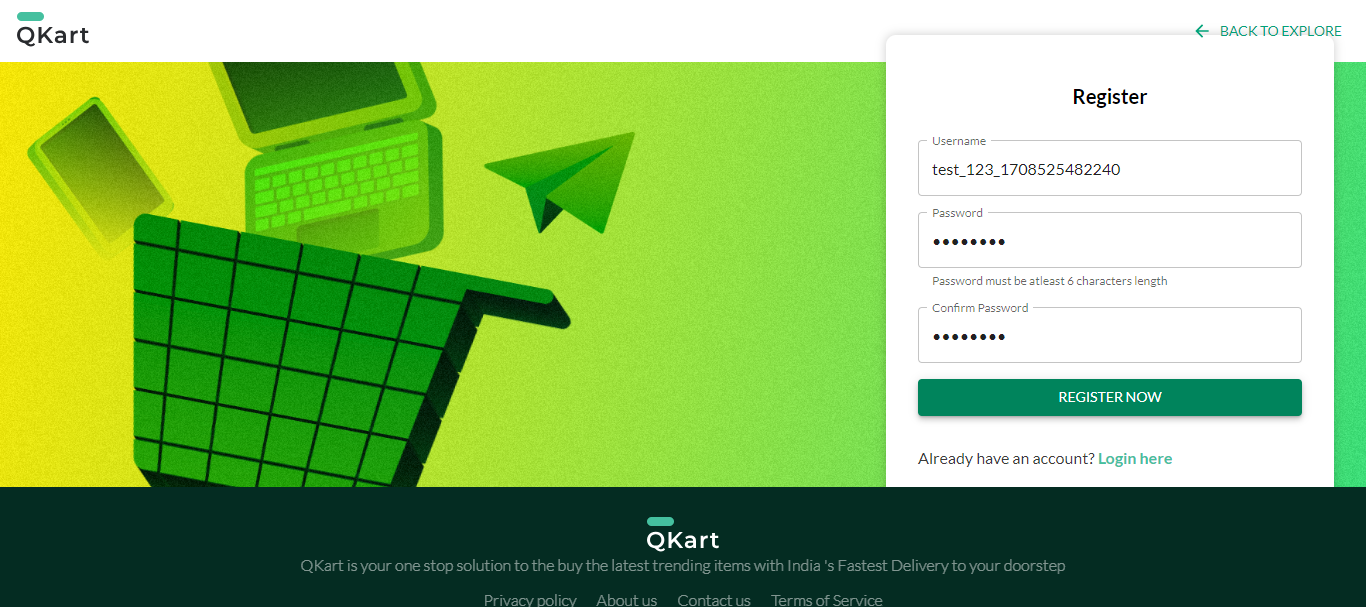 QKart
BACK TO EXPLORE
Register
Username
test_123_1708525482240
Password
••••••••
Password must be atleast 6 characters length
Confirm Password
••••••••
REGISTER NOW
Already have an account? Login here
QKart
QKart is your one stop solution to the buy the latest trending items with India 's Fastest Delivery to your doorstep
Privacy policy About us Contact us Terms of Service